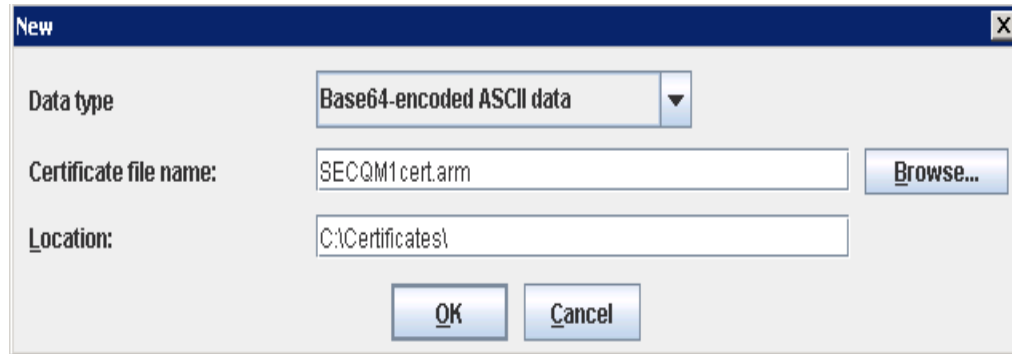 New
Data type
Base64-encoded ASCII data
Certificate file name:
SECQM1cert.arm
Browse...
Location:
C:\Certificates\
OK
Cancel